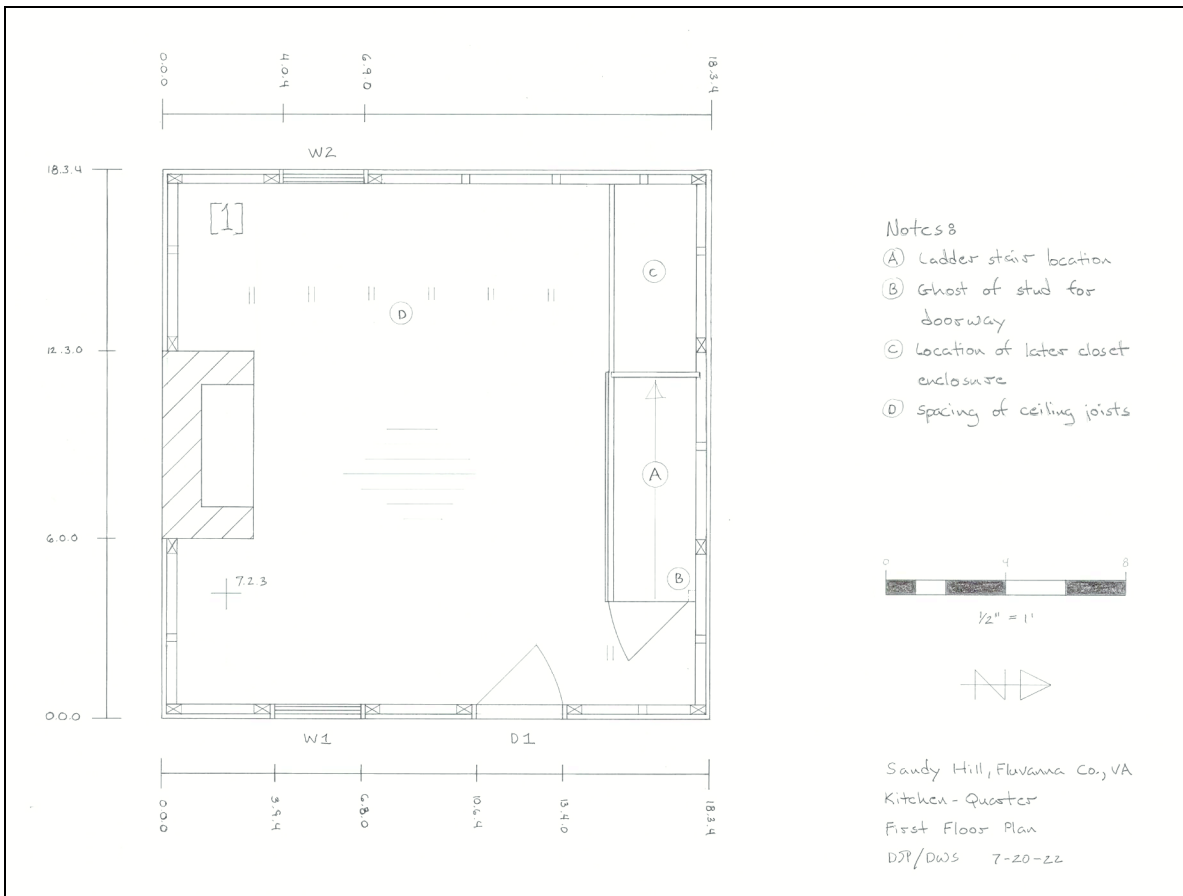 0.0.0
4.0.4
6.9.0
18.3.4
18.3.4
W2
[1]
C
D
12.3.0
A
B
6.0.0
7.2.3
0.0.0
W1
D1
0.0.0
3.9.4
6.8.0
10.6.4
13.4.0
18.3.4
Notes:
A Ladder stair location
B Ghost of stud for
doorway
C Location of later closet
enclosure
D Spacing of ceiling joists
0 4 8
1/2" = 1'
N
Sandy Hill, Fluvanna Co., VA
Kitchen-Quarter
First Floor Plan
DJP/DWS 7-20-22